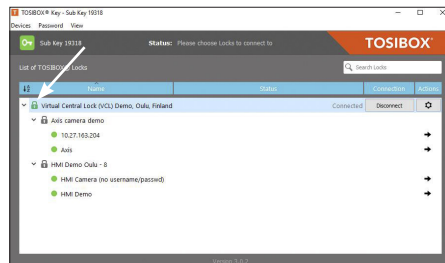 TOSIBOX® Key - Sub Key 19318
Devices Password View
Sub Key 19318 Status: Please choose Locks to connect to TOSIBOX®
List of TOSIBOX® Locks Search Locks
Name Status Connection Actions
Virtual Central Lock (VCL) Demo, Oulu, Finland Connected Disconnect
Axis camera demo
10.27.163.204
Axis
HMI Demo Oulu - 8
HMI Camera (no username/passwd)
HMI Demo